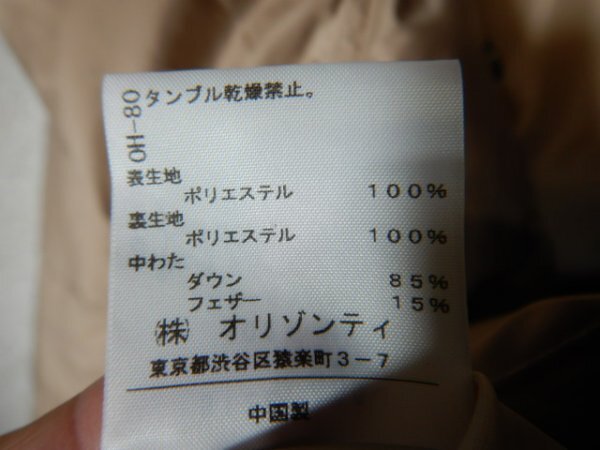 タンブル乾燥禁止。
OH-80
表生地
ポリエステル 100%
裏生地
ポリエステル 100%
中わた
ダウン 85%
フェザー 15%
㈱ オリゾンティ
東京都渋谷区猿楽町3-7
中国製